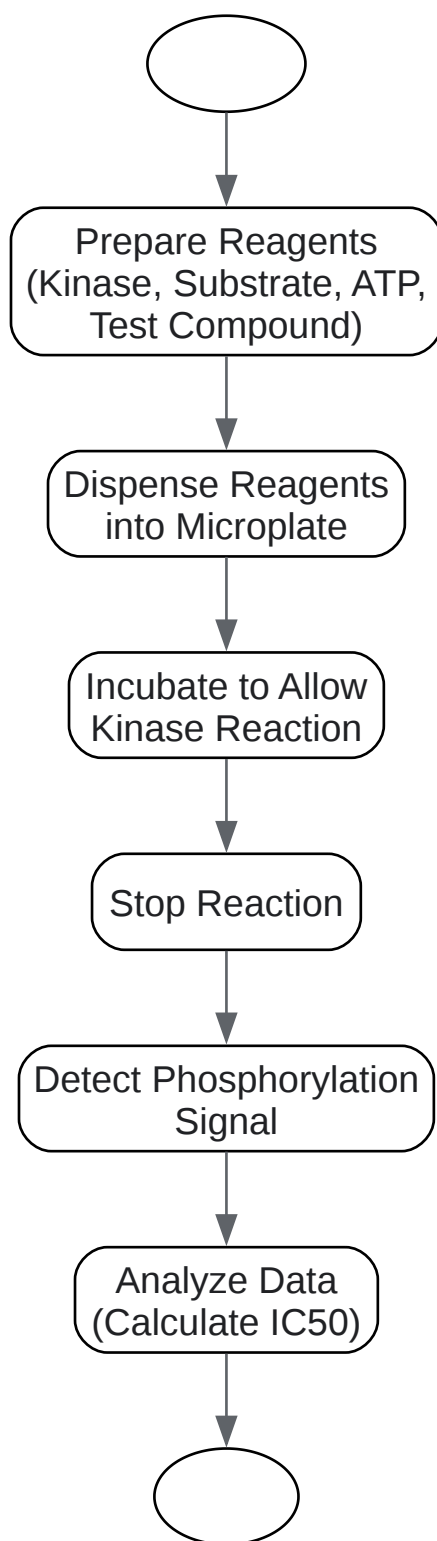 Prepare Reagents
(Kinase, Substrate, ATP,
Test Compound)
Dispense Reagents
into Microplate
Incubate to Allow
Kinase Reaction
Stop Reaction
Detect Phosphorylation
Signal
Analyze Data
(Calculate IC50)